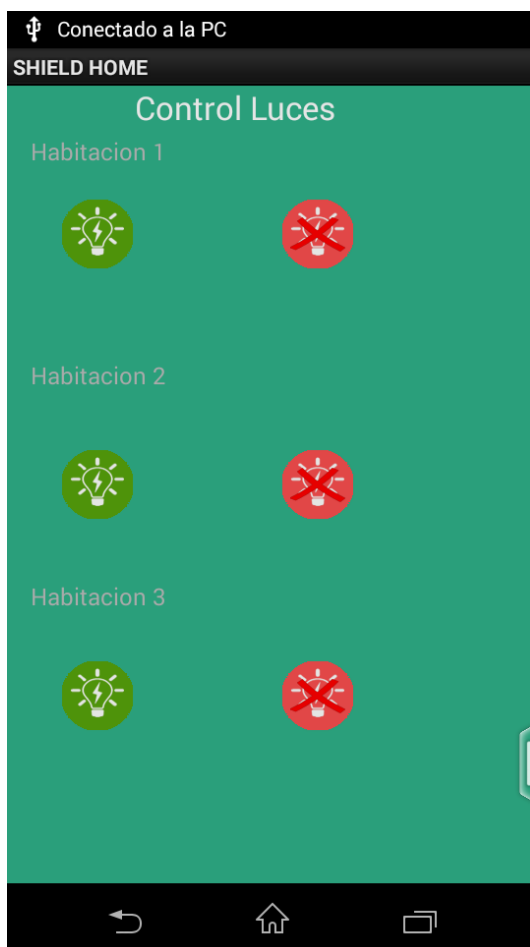 Conectado a la PC
SHIELD HOME
Control Luces
Habitacion 1
Habitacion 2
Habitacion 3